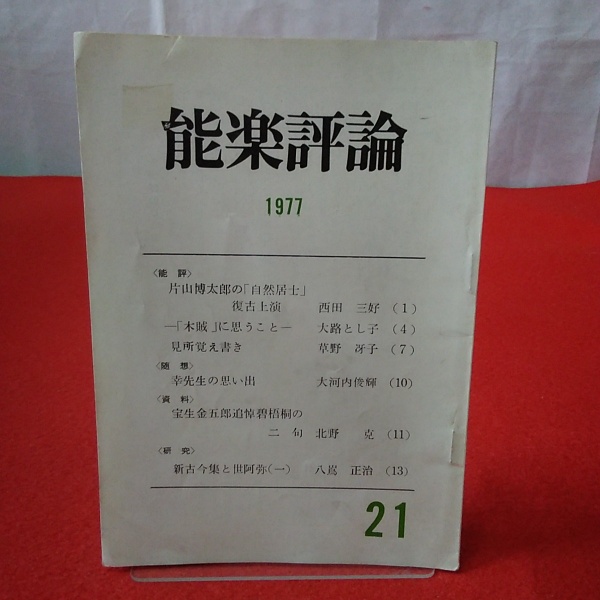 能楽評論
1977
〈能評〉
片山博太郎の「自然居士」
復古上演 西田 三好 (1)
―「木賊」に思うこと― 大路とし子 (4)
見所覚え書き 草野 冴子 (7)
〈随想〉
幸先生の思い出 大河内俊輝 (10)
〈資料〉
宝生金五郎追悼碧梧桐の
二句 北野 克 (11)
〈研究〉
新古今集と世阿弥(一) 八嶌 正治 (13)
21